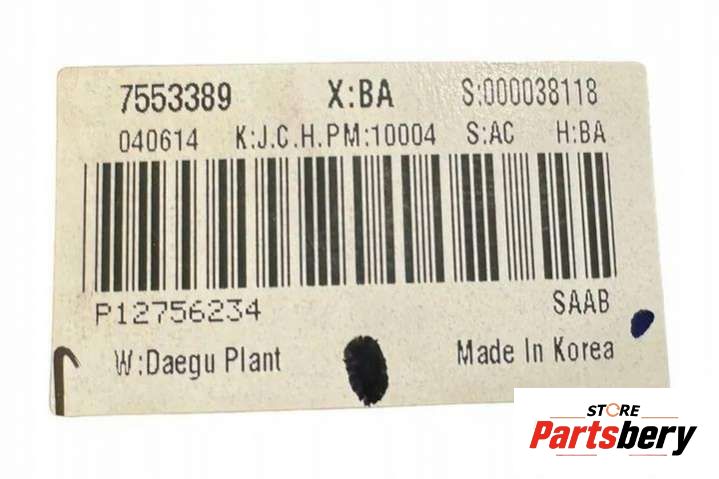 7553389 X:BA S:000038118
040614 K:J.C.H.PM:10004 S:AC H:BA
P12756234 SAAB
W:Daegu Plant Made In Korea
STORE
Partsbery